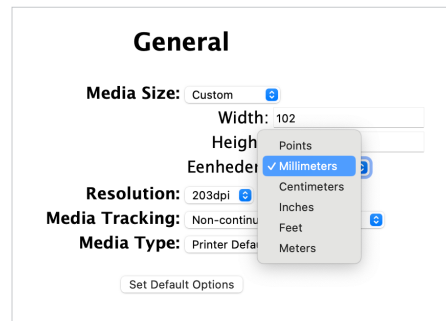 General
Media Size: Custom
Width: 102
Heigh
Points
Eenheden
✓ Millimeters
Centimeters
Resolution: 203dpi
Inches
Media Tracking: Non-continu
Feet
Media Type: Printer Defau
Meters
Set Default Options